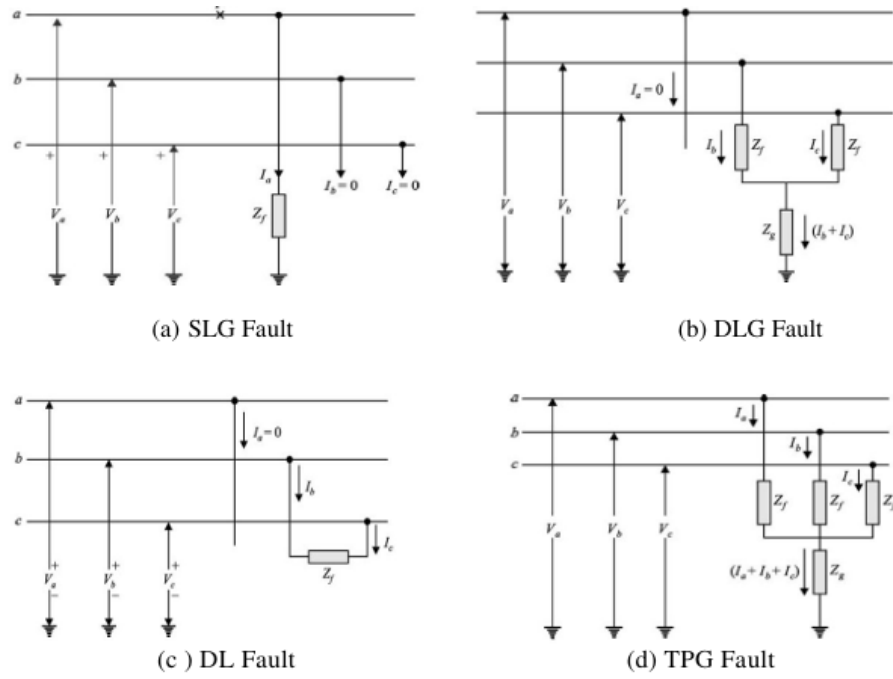 a
b
c
+
+
+
I_a
I_b=0
I_c=0
V_a
V_b
V_c
Z_f
(a) SLG Fault
I_a=0
I_b
Z_f
I_c
Z_f
V_a
V_b
V_c
Z_g
(I_b+I_c)
(b) DLG Fault
a
I_a=0
b
I_b
c
I_c
Z_f
+
+
+
V_a
V_b
V_c
−
−
−
(c ) DL Fault
a
I_a
b
I_b
c
I_c
Z_f
Z_f
V_a
V_b
V_c
(I_a+I_b+I_c)
Z_g
(d) TPG Fault